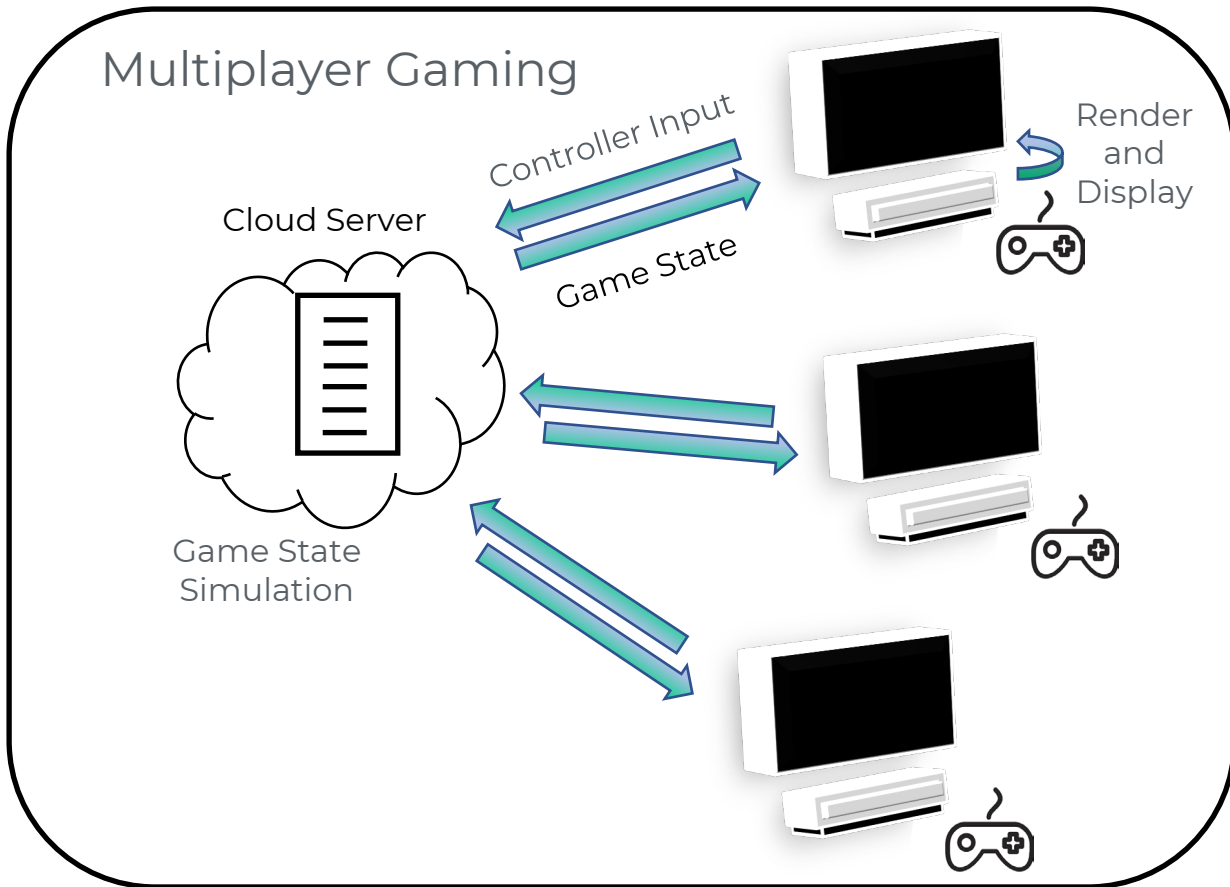 Multiplayer Gaming
Controller Input
Render
and
Display
Cloud Server
Game State
Game State
Simulation